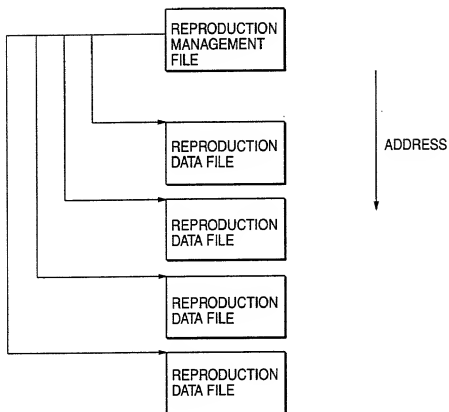 REPRODUCTION
MANAGEMENT
FILE
REPRODUCTION
DATA FILE
ADDRESS
REPRODUCTION
DATA FILE
REPRODUCTION
DATA FILE
REPRODUCTION
DATA FILE